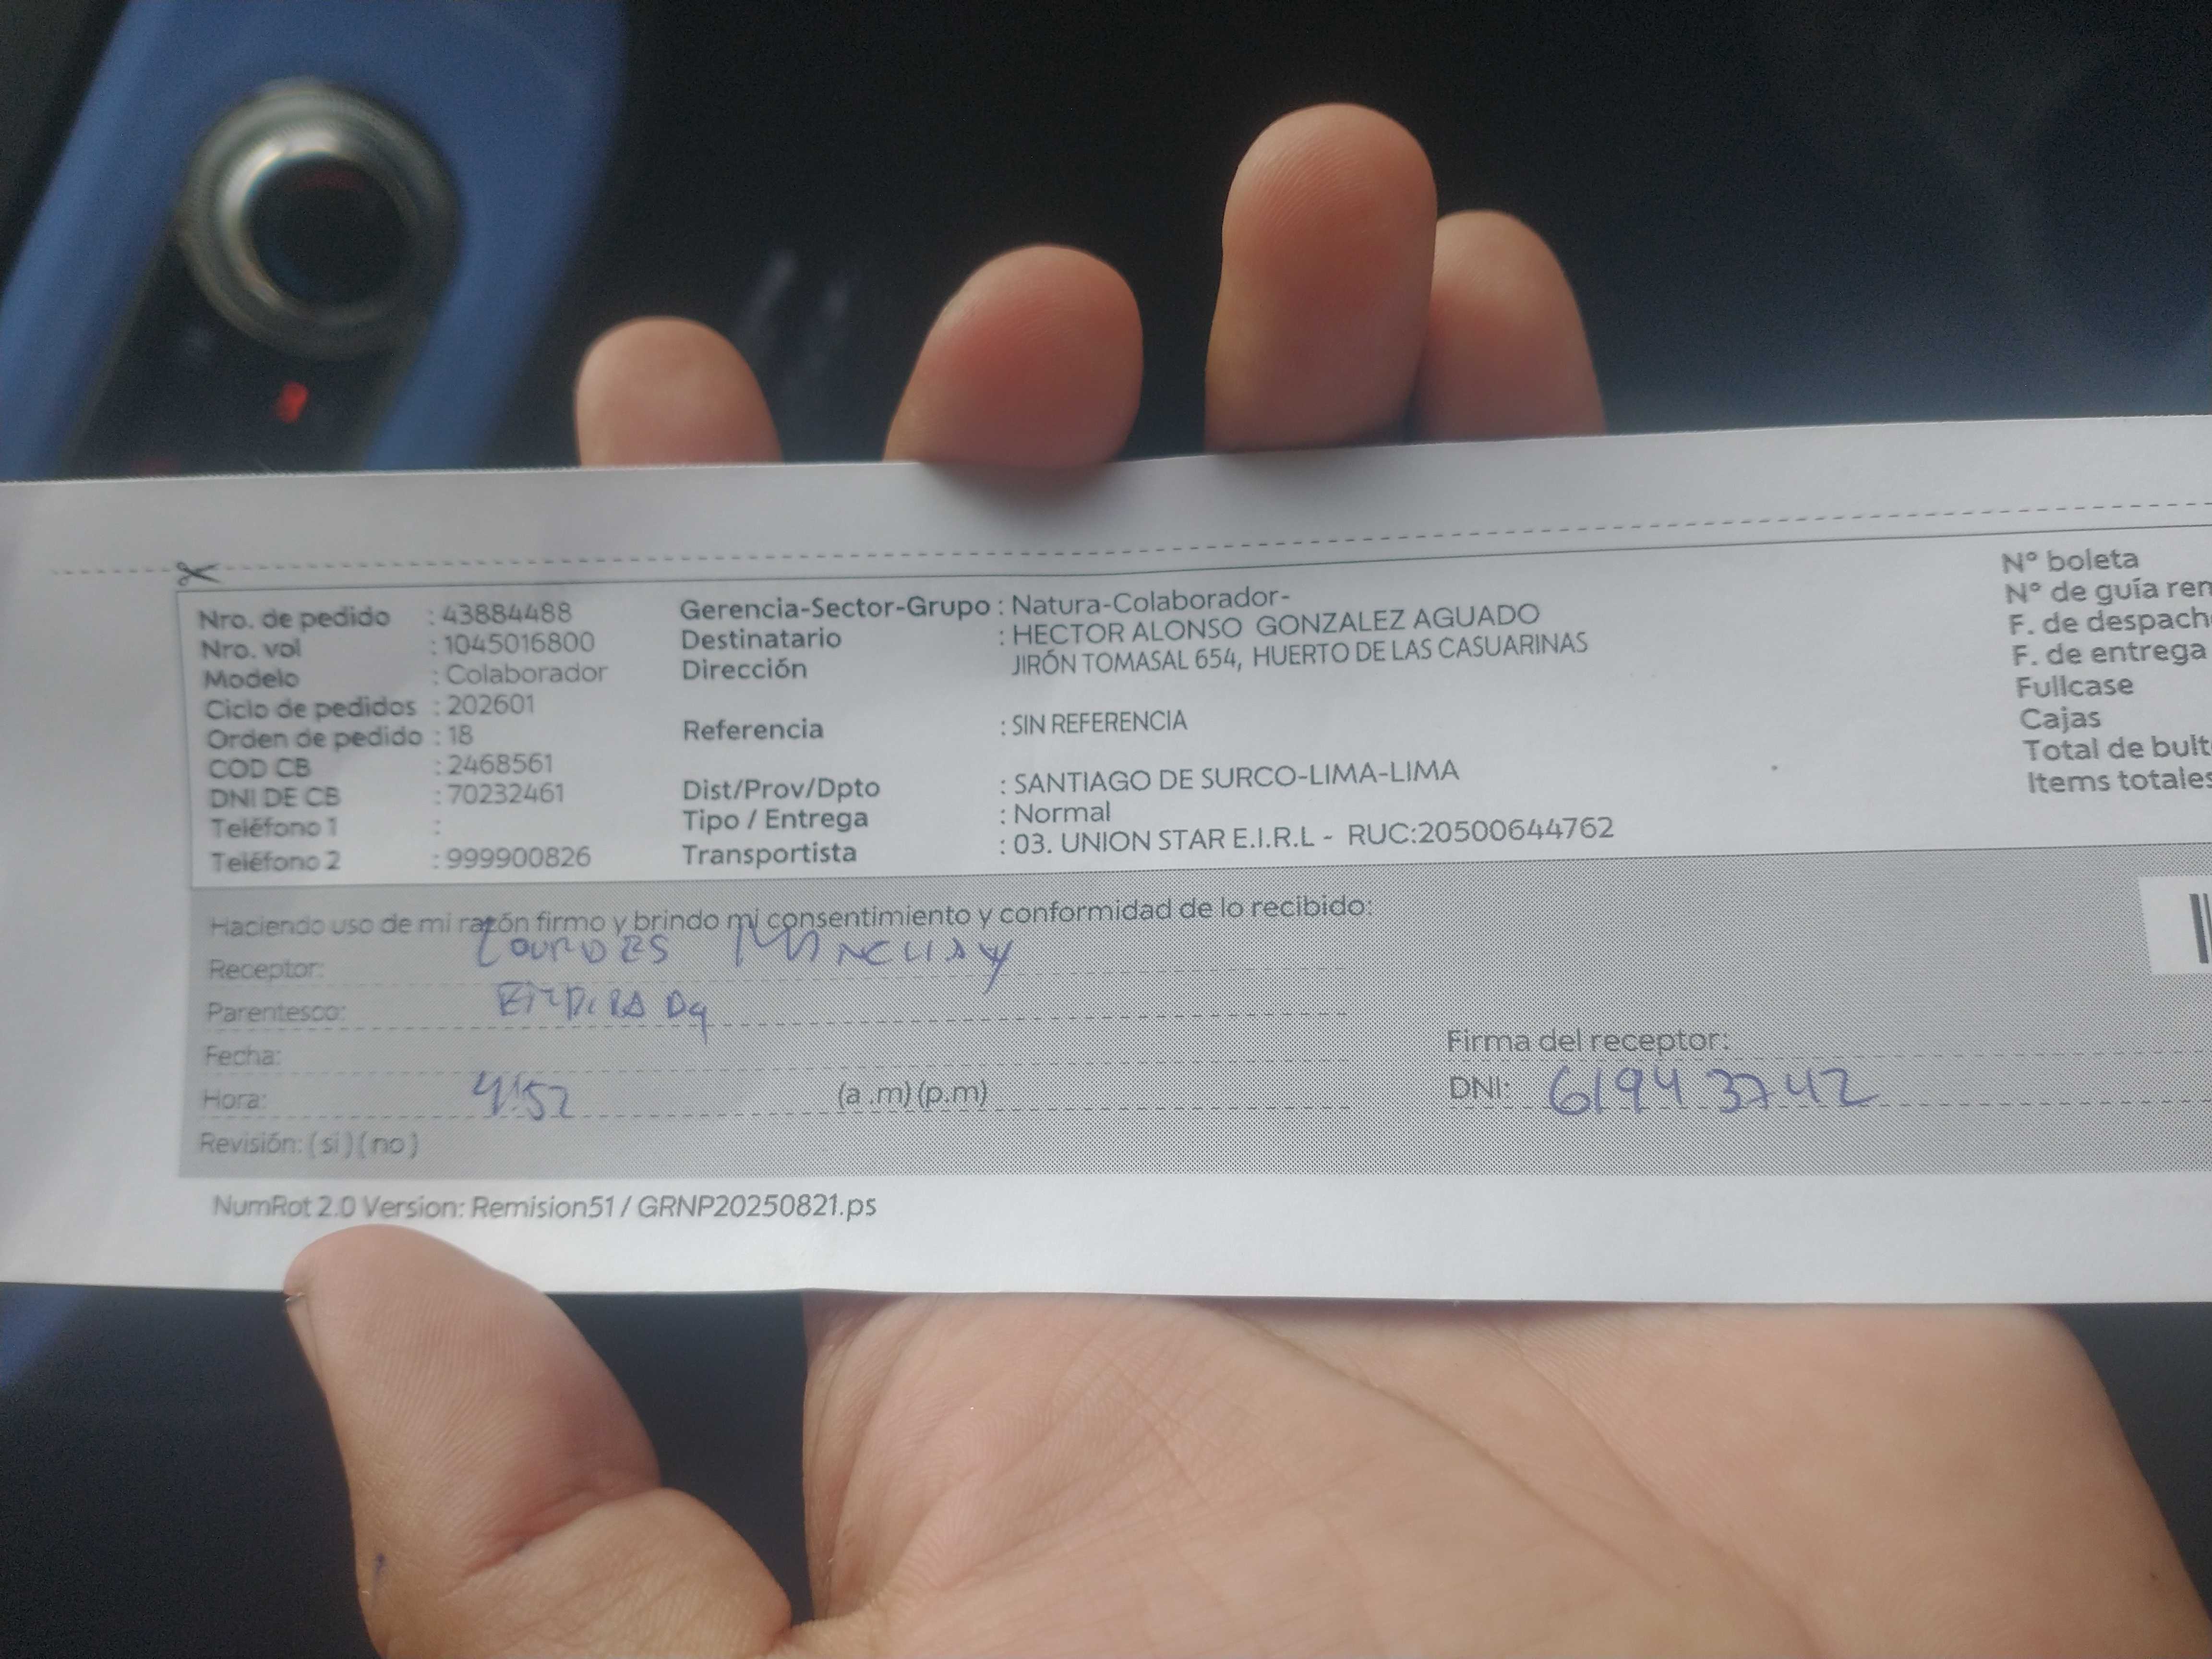 Nro. de pedido : 43884488
Nro. vol : 1045016800
Modelo : Colaborador
Ciclo de pedidos : 202601
Orden de pedido : 18
COD CB : 2468561
DNI DE CB : 70232461
Teléfono 1 :
Teléfono 2 : 999900826
Gerencia-Sector-Grupo : Natura-Colaborador-
Destinatario : HECTOR ALONSO GONZALEZ AGUADO
Dirección JIRÓN TOMASAL 654, HUERTO DE LAS CASUARINAS
Referencia : SIN REFERENCIA
Dist/Prov/Dpto : SANTIAGO DE SURCO-LIMA-LIMA
Tipo / Entrega : Normal
Transportista : 03. UNION STAR E.I.R.L - RUC:20500644762
N° boleta
N° de guía rem
F. de despach
F. de entrega
Fullcase
Cajas
Total de bult
Items totales
Haciendo uso de mi razón firmo y brindo mi consentimiento y conformidad de lo recibido:
Receptor: LOURDES
Parentesco:
Fecha:
Hora: 4:52 (a .m) (p.m)
Revisión: ( si ) ( no )
Firma del receptor:
DNI: 61943742
NumRot 2.0 Version: Remision51 / GRNP20250821.ps